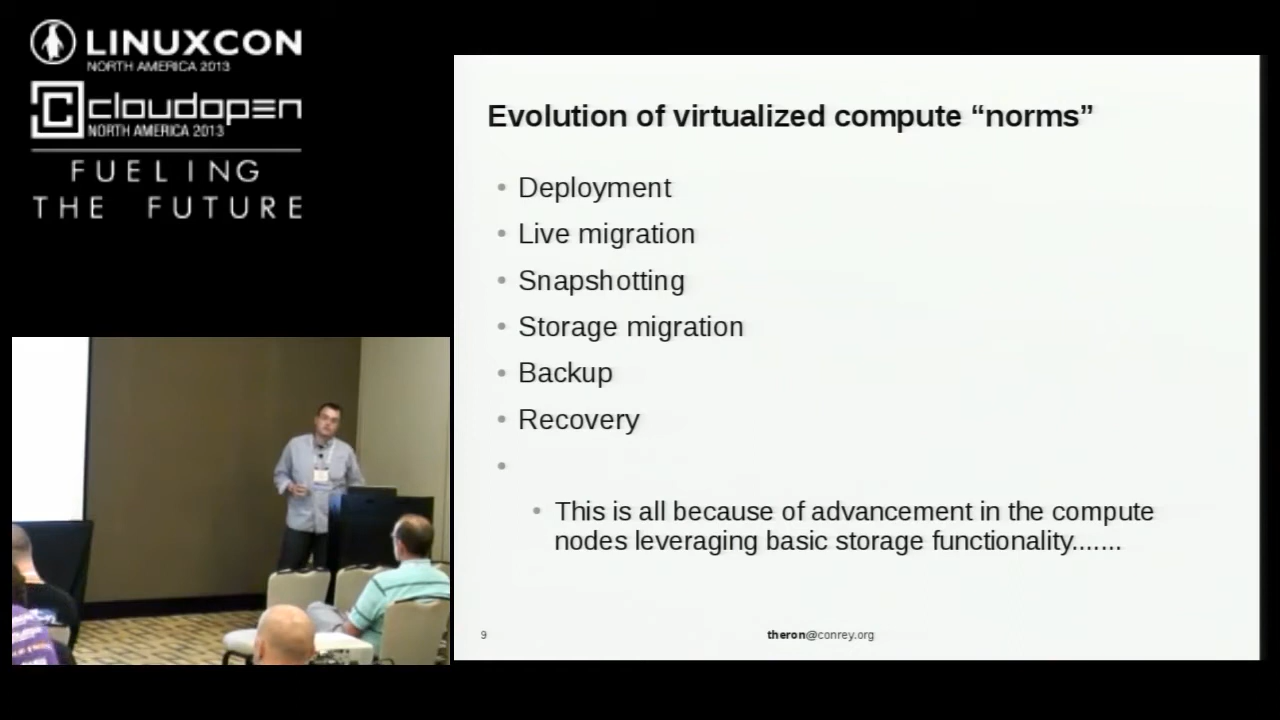 LINUXCON
NORTH AMERICA 2013
cloudopen
NORTH AMERICA 2013
FUELING
THE FUTURE
Evolution of virtualized compute “norms”
• Deployment
• Live migration
• Snapshotting
• Storage migration
• Backup
• Recovery
•
• This is all because of advancement in the compute
nodes leveraging basic storage functionality.......
9
theron@conrey.org